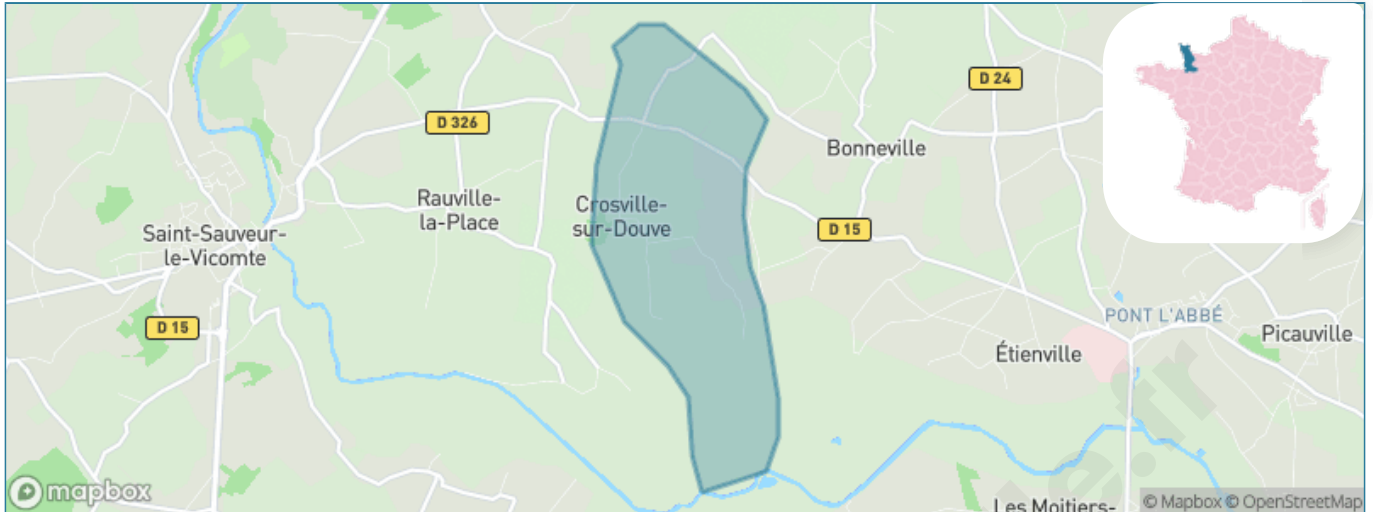 D 24
D 326
Bonneville
Rauville-
la-Place
Crosville-
sur-Douve
Saint-Sauveur-
le-Vicomte
D 15
PONT L'ABBÉ
D 15
Picauville
Étienville
e.fr
mapbox
Les Moitiers-
© Mapbox © OpenStreetMap